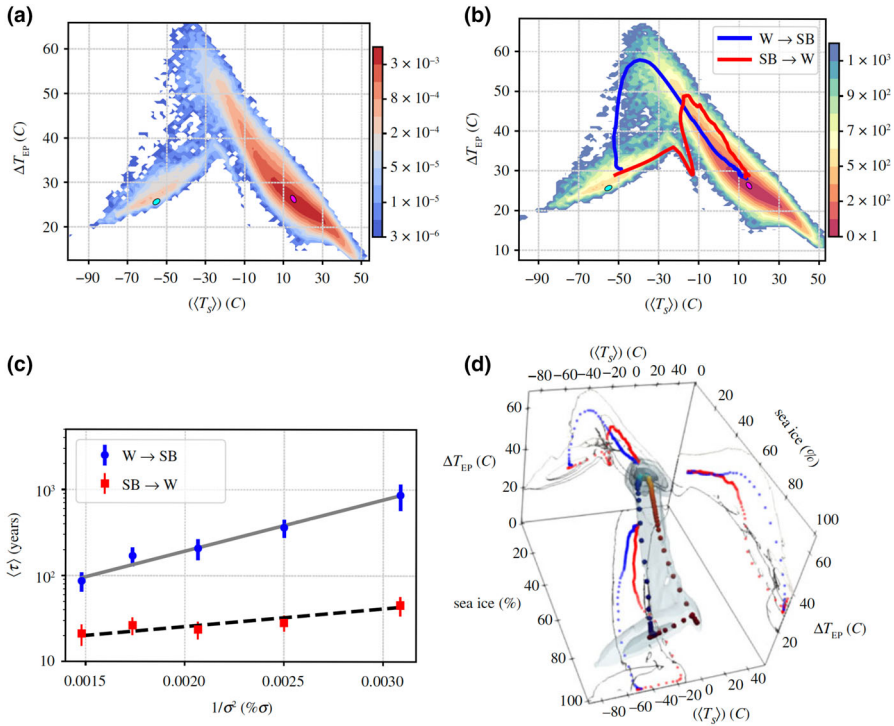 (a)
60
50
40
30
20
ΔT_EP (C)
−90 −70 −50 −30 −10 10 30 50
(⟨T_S⟩) (C)
3 × 10⁻³
8 × 10⁻⁴
2 × 10⁻⁴
5 × 10⁻⁵
1 × 10⁻⁵
3 × 10⁻⁶
(b)
W → SB
SB → W
60
50
40
30
20
10
ΔT_EP (C)
−90 −70 −50 −30 −10 10 30 50
(⟨T_S⟩) (C)
1 × 10³
9 × 10²
7 × 10²
5 × 10²
2 × 10²
0 × 1
(c)
W → SB
SB → W
10³
10²
10
⟨τ⟩ (years)
0.0015 0.0020 0.0025 0.0030
1/σ² (%σ)
(d)
(⟨T_S⟩) (C)
−80 −60 −40 −20 0 20 40
60
40
20
0
ΔT_EP (C)
0
20
40
60
80
100
sea ice (%)
20
40
60
80
100
sea ice (%)
60
40
20
ΔT_EP (C)
−80 −60 −40 −20 0 20 40
(⟨T_S⟩) (C)